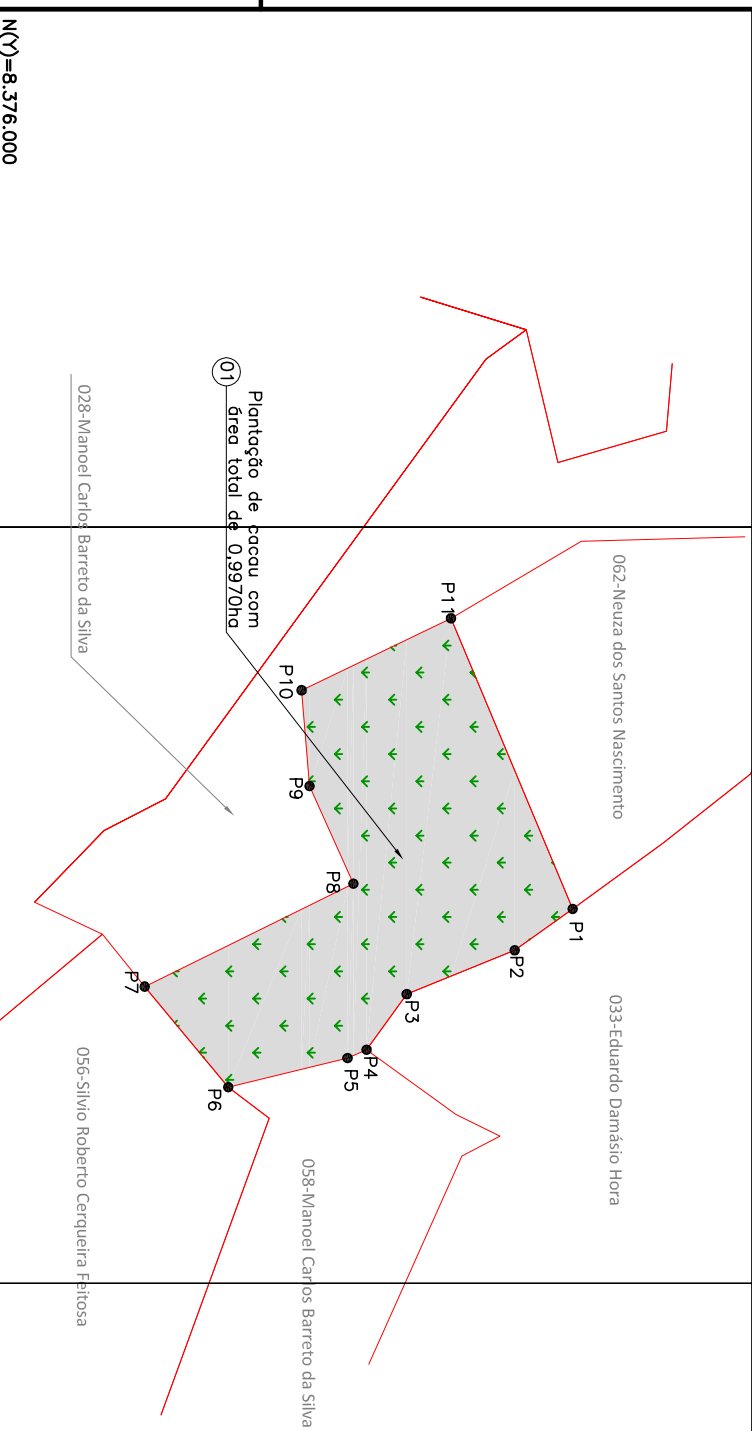 N(Y)=8.376.000
062-Neuza dos Santos Nascimento
033-Eduardo Damásio Hora
P1
P2
P3
P4
P5
P6
P7
P8
P9
P10
P11
01
Plantação de cacau com
área total de 0,9970ha
028-Manoel Carlos Barreto da Silva
058-Manoel Carlos Barreto da Silva
056-Silvio Roberto Cerqueira Feitosa